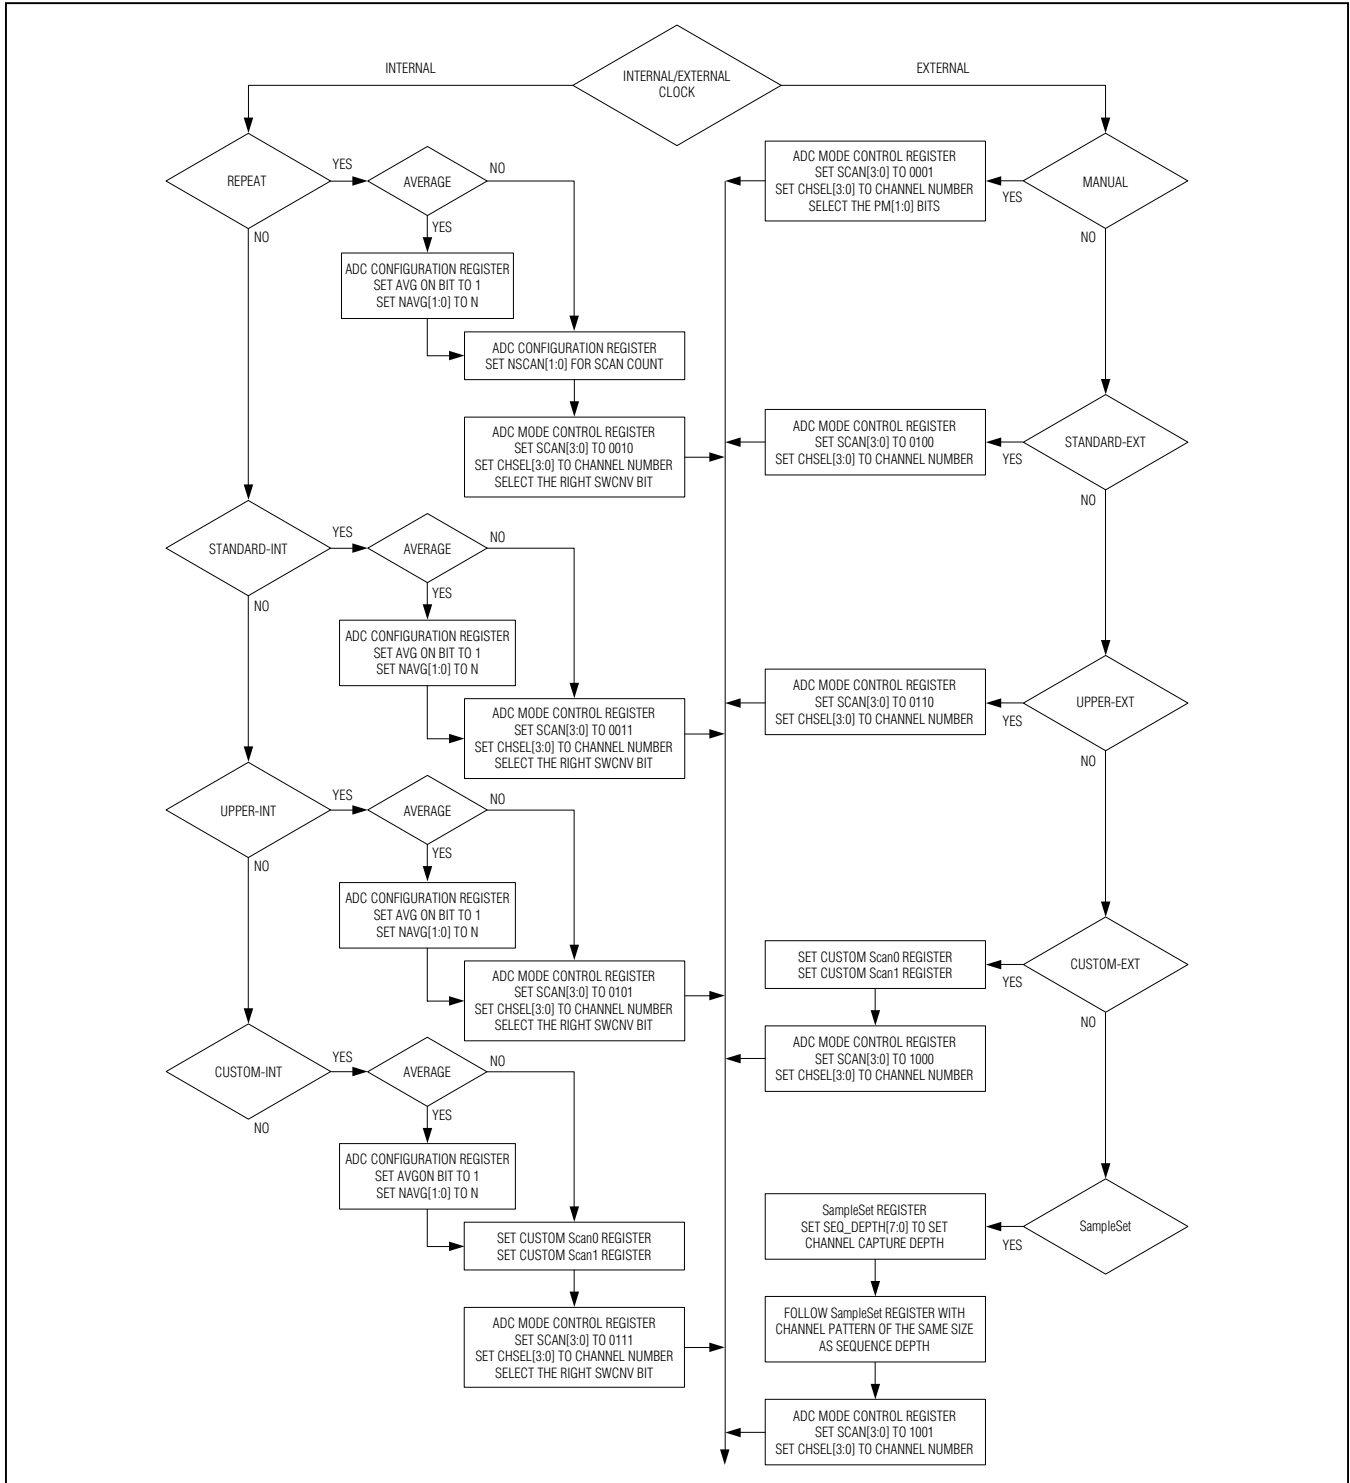 INTERNAL/EXTERNAL
CLOCK
INTERNAL
EXTERNAL
REPEAT
YES
NO
AVERAGE
NO
YES
ADC CONFIGURATION REGISTER
SET AVG ON BIT TO 1
SET NAVG[1:0] TO N
ADC CONFIGURATION REGISTER
SET NSCAN[1:0] FOR SCAN COUNT
ADC MODE CONTROL REGISTER
SET SCAN[3:0] TO 0010
SET CHSEL[3:0] TO CHANNEL NUMBER
SELECT THE RIGHT SWCNV BIT
STANDARD-INT
YES
NO
AVERAGE
NO
YES
ADC CONFIGURATION REGISTER
SET AVG ON BIT TO 1
SET NAVG[1:0] TO N
ADC MODE CONTROL REGISTER
SET SCAN[3:0] TO 0011
SET CHSEL[3:0] TO CHANNEL NUMBER
SELECT THE RIGHT SWCNV BIT
UPPER-INT
YES
NO
AVERAGE
NO
YES
ADC CONFIGURATION REGISTER
SET AVG ON BIT TO 1
SET NAVG[1:0] TO N
ADC MODE CONTROL REGISTER
SET SCAN[3:0] TO 0101
SET CHSEL[3:0] TO CHANNEL NUMBER
SELECT THE RIGHT SWCNV BIT
CUSTOM-INT
YES
NO
AVERAGE
NO
YES
ADC CONFIGURATION REGISTER
SET AVGON BIT TO 1
SET NAVG[1:0] TO N
SET CUSTOM Scan0 REGISTER
SET CUSTOM Scan1 REGISTER
ADC MODE CONTROL REGISTER
SET SCAN[3:0] TO 0111
SET CHSEL[3:0] TO CHANNEL NUMBER
SELECT THE RIGHT SWCNV BIT
MANUAL
YES
NO
ADC MODE CONTROL REGISTER
SET SCAN[3:0] TO 0001
SET CHSEL[3:0] TO CHANNEL NUMBER
SELECT THE PM[1:0] BITS
STANDARD-EXT
YES
NO
ADC MODE CONTROL REGISTER
SET SCAN[3:0] TO 0100
SET CHSEL[3:0] TO CHANNEL NUMBER
UPPER-EXT
YES
NO
ADC MODE CONTROL REGISTER
SET SCAN[3:0] TO 0110
SET CHSEL[3:0] TO CHANNEL NUMBER
CUSTOM-EXT
YES
NO
SET CUSTOM Scan0 REGISTER
SET CUSTOM Scan1 REGISTER
ADC MODE CONTROL REGISTER
SET SCAN[3:0] TO 1000
SET CHSEL[3:0] TO CHANNEL NUMBER
SampleSet
YES
SampleSet REGISTER
SET SEQ_DEPTH[7:0] TO SET
CHANNEL CAPTURE DEPTH
FOLLOW SampleSet REGISTER WITH
CHANNEL PATTERN OF THE SAME SIZE
AS SEQUENCE DEPTH
ADC MODE CONTROL REGISTER
SET SCAN[3:0] TO 1001
SET CHSEL[3:0] TO CHANNEL NUMBER